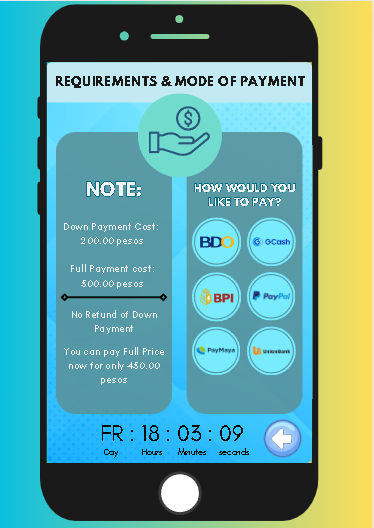 REQUIREMENTS & MODE OF PAYMENT
$
NOTE:
Down Payment Cost:
200.00 pesos
Full Payment cost:
500.00 pesos
No Refund of Down
Payment
You can pay Full Price
now for only 450.00
pesos
HOW WOULD YOU
LIKE TO PAY?
BDO
GCash
BPI
PayPal
PayMaya
UnionBank
FR : 18 : 03 : 09
Day Hours Minutes seconds